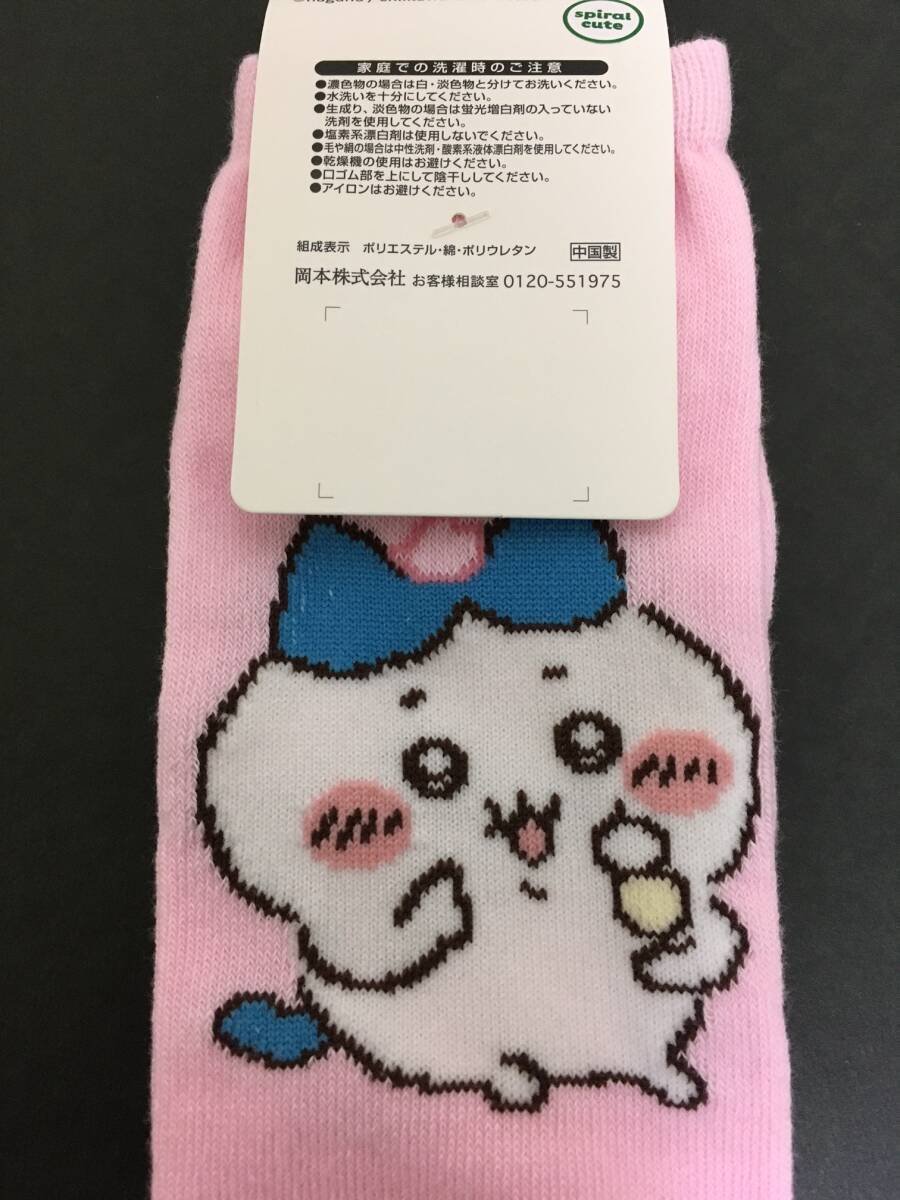 spiral
cute
家庭での洗濯時のご注意
●濃色物の場合は白・淡色物と分けてお洗いください。
●水洗いを十分にしてください。
●生成り、淡色物の場合は蛍光増白剤の入っていない
洗剤を使用してください。
●塩素系漂白剤は使用しないでください。
●毛や絹の場合は中性洗剤・酸素系液体漂白剤を使用してください。
●乾燥機の使用はお避けください。
●口ゴム部を上にして陰干ししてください。
●アイロンはお避けください。
組成表示 ポリエステル・綿・ポリウレタン 中国製
岡本株式会社 お客様相談室 0120-551975